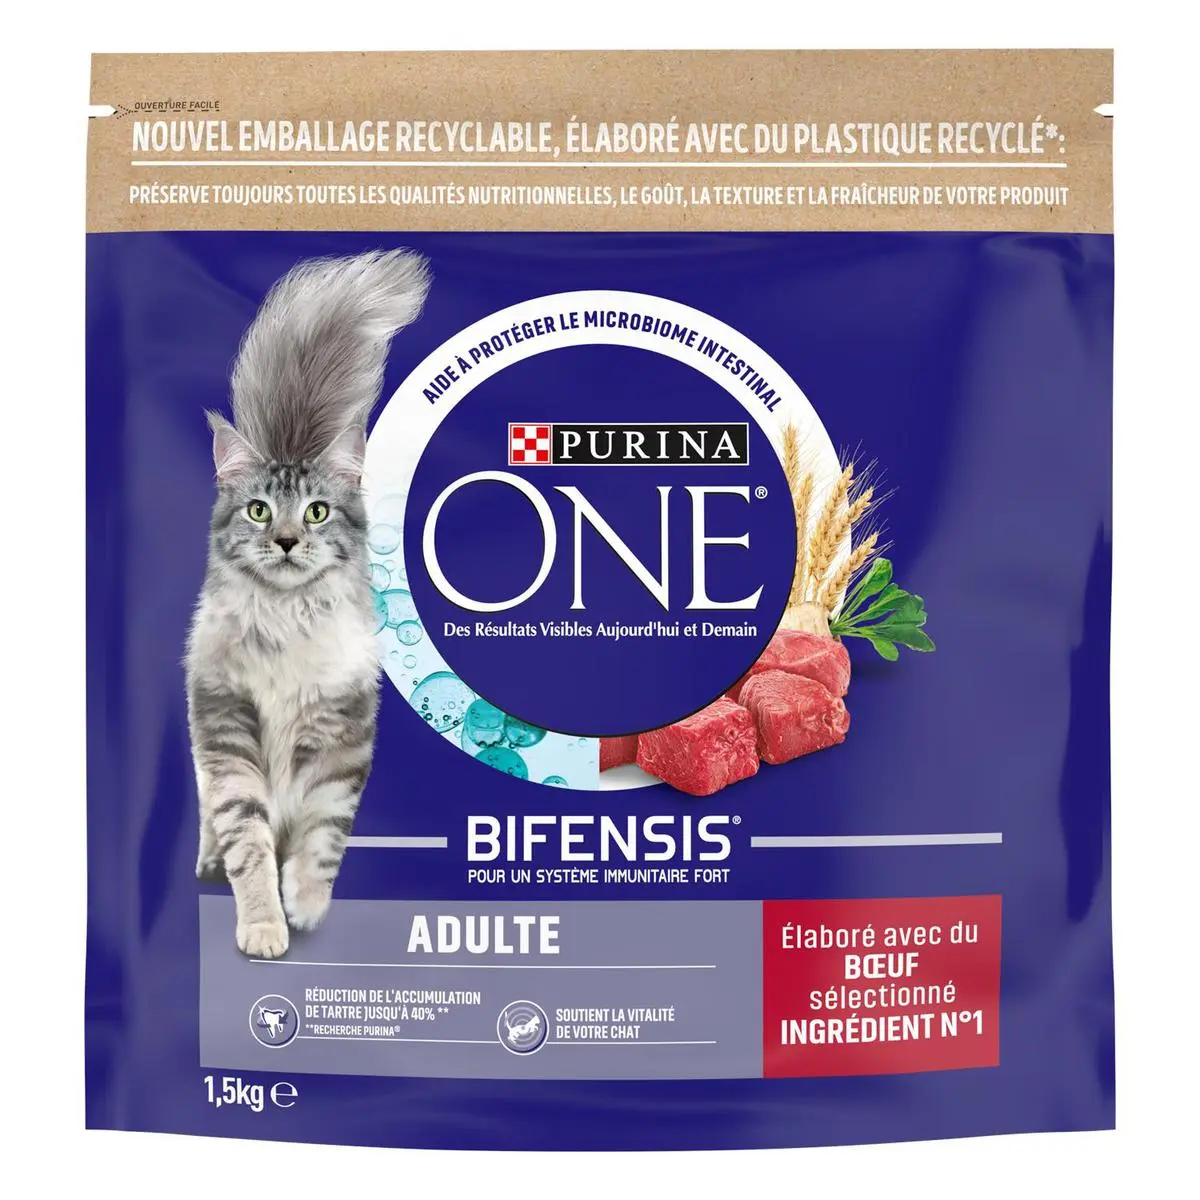 OUVERTURE FACILE
NOUVEL EMBALLAGE RECYCLABLE, ÉLABORÉ AVEC DU PLASTIQUE RECYCLÉ*:
PRÉSERVE TOUJOURS TOUTES LES QUALITÉS NUTRITIONNELLES, LE GOÛT, LA TEXTURE ET LA FRAÎCHEUR DE VOTRE PRODUIT
AIDE À PROTÉGER LE MICROBIOME INTESTINAL
PURINA
ONE®
Des Résultats Visibles Aujourd'hui et Demain
BIFENSIS®
POUR UN SYSTÈME IMMUNITAIRE FORT
ADULTE
RÉDUCTION DE L'ACCUMULATION
DE TARTRE JUSQU'À 40% **
**RECHERCHE PURINA®
SOUTIENT LA VITALITÉ
DE VOTRE CHAT
Élaboré avec du
BŒUF
sélectionné
INGRÉDIENT N°1
1,5kg ℮